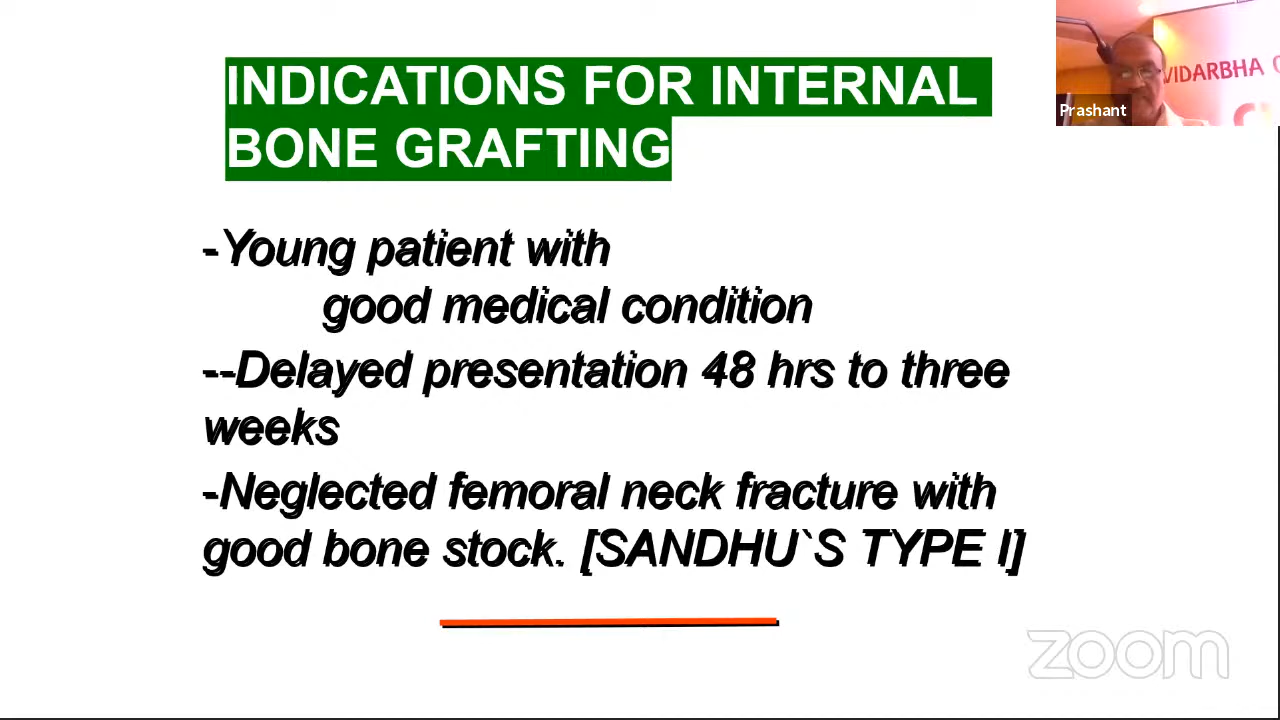 INDICATIONS FOR INTERNAL
BONE GRAFTING
-Young patient with
good medical condition
--Delayed presentation 48 hrs to three
weeks
-Neglected femoral neck fracture with
good bone stock. [SANDHU`S TYPE I]
Prashant
VIDARBHA
zoom